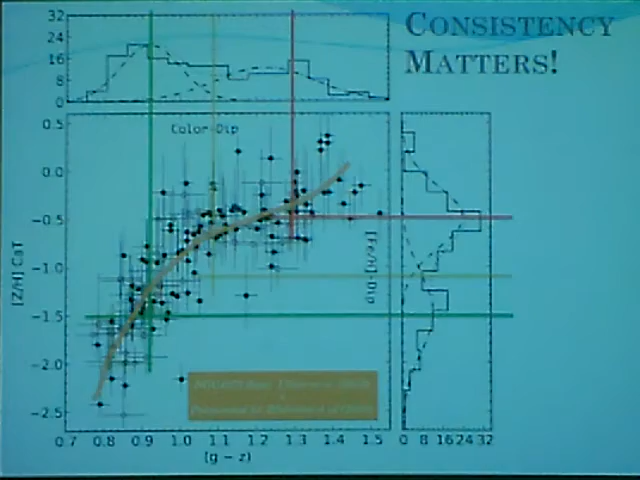 CONSISTENCY
MATTERS!
32
24
16
8
0
Color-Dip
0.5
0.0
−0.5
−1.0
−1.5
−2.0
−2.5
[Z/H] CaT
[Fe/H]-Dip
0.7 0.8 0.9 1.0 1.1 1.2 1.3 1.4 1.5
(g − z)
0 8 16 24 32